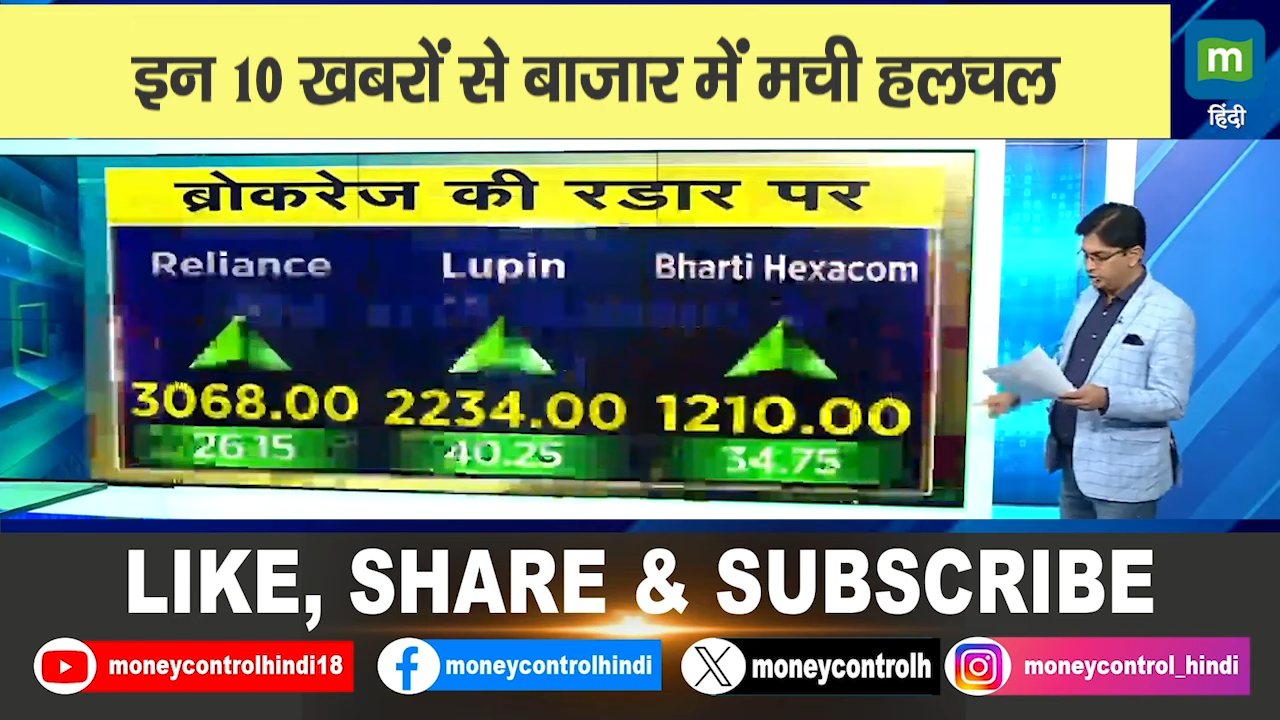 इन 10 खबरों से बाजार में मची हलचल
m
हिंदी
ब्रोकरेज की रडार पर
Reliance Lupin Bharti Hexacom
3068.00 2234.00 1210.00
26.15 40.25 34.75
LIKE, SHARE & SUBSCRIBE
moneycontrolhindi18 moneycontrolhindi moneycontrolh moneycontrol_hindi